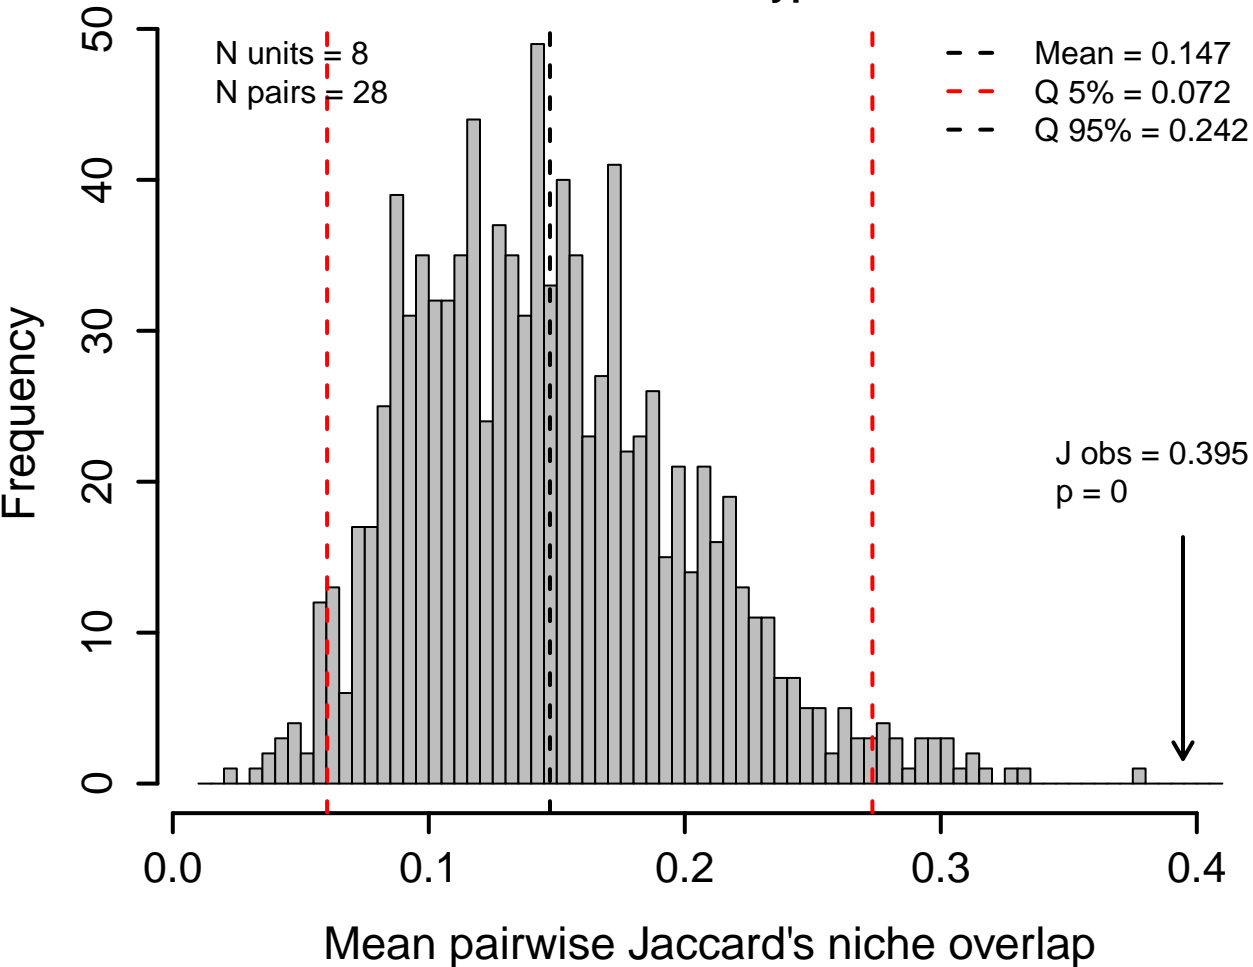 N units = 8
N pairs = 28
Mean = 0.147
Q 5% = 0.072
Q 95% = 0.242
J obs = 0.395
p = 0
Frequency
50
40
30
20
10
0
0.0 0.1 0.2 0.3 0.4
Mean pairwise Jaccard's niche overlap